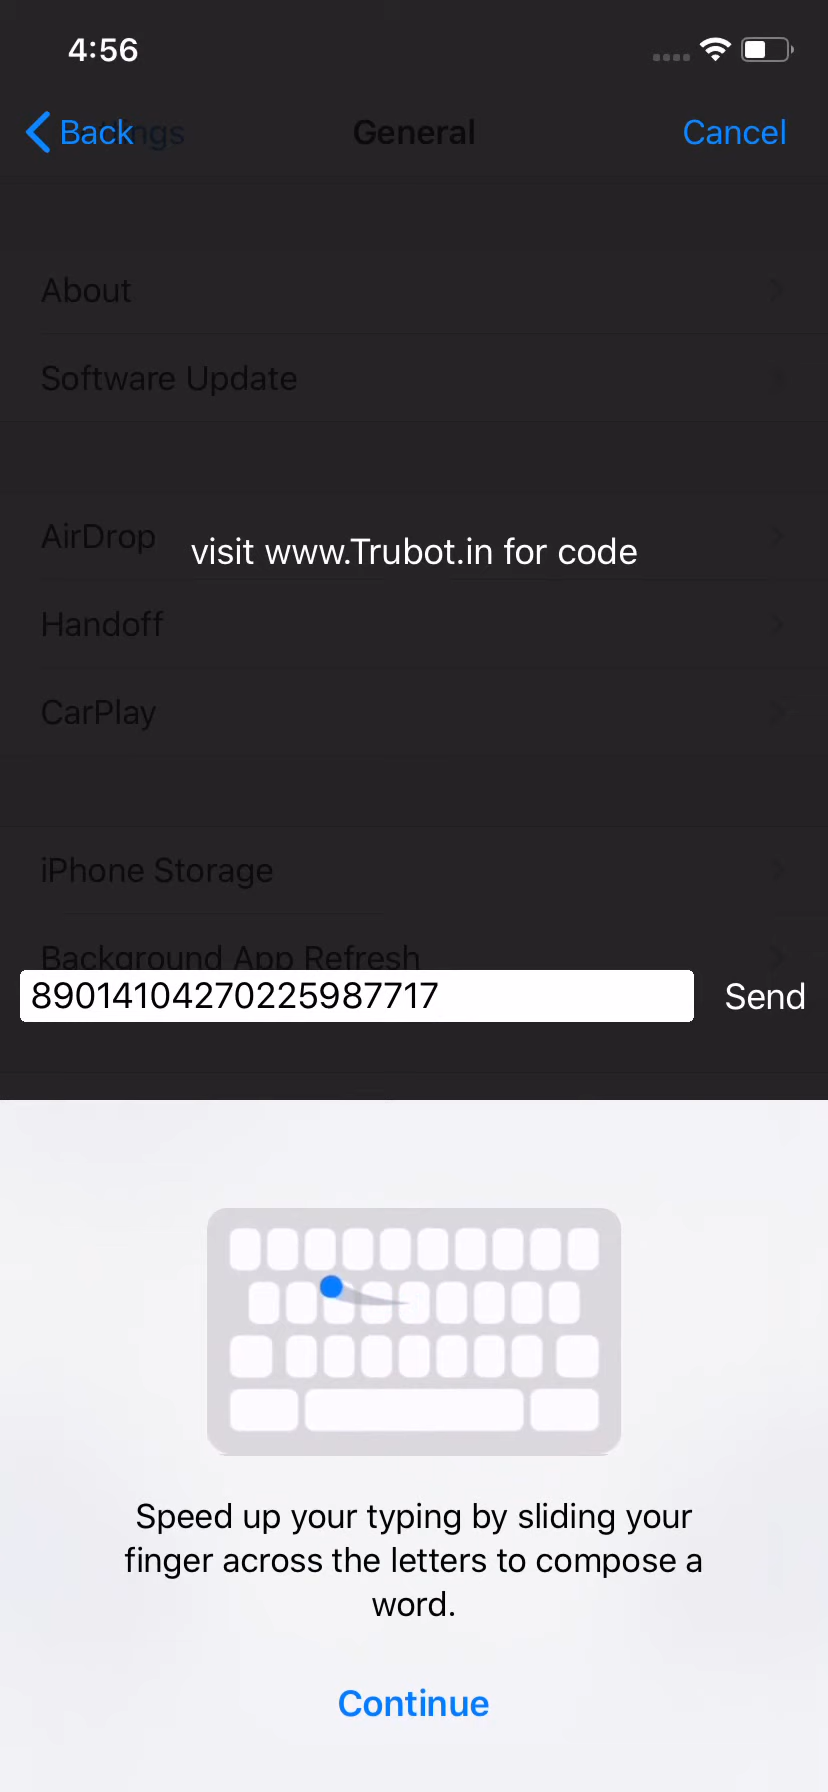 4:56
Back
ttings
General
Cancel
About
Software Update
AirDrop
visit www.Trubot.in for code
Handoff
CarPlay
iPhone Storage
Background App Refresh
89014104270225987717
Send
Speed up your typing by sliding your
finger across the letters to compose a
word.
Continue